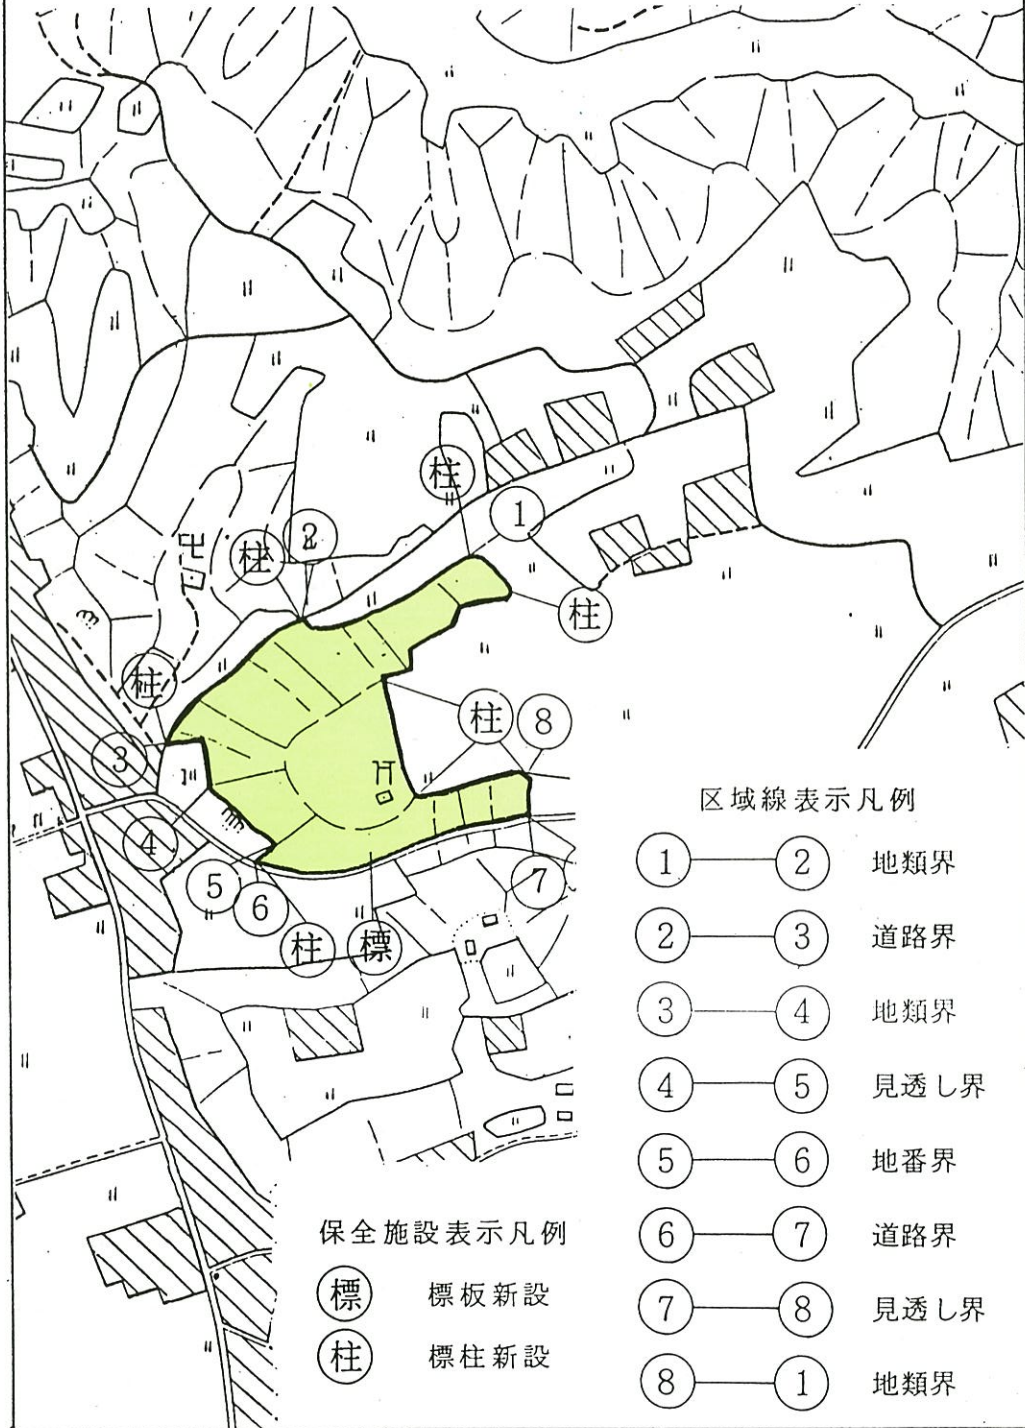 柱
①
②
柱
柱
柱
柱
⑧
③
④
⑤
⑥
⑦
柱
標
区域線表示凡例
①——② 地類界
②——③ 道路界
③——④ 地類界
④——⑤ 見透し界
⑤——⑥ 地番界
⑥——⑦ 道路界
⑦——⑧ 見透し界
⑧——① 地類界
保全施設表示凡例
標 標板新設
柱 標柱新設